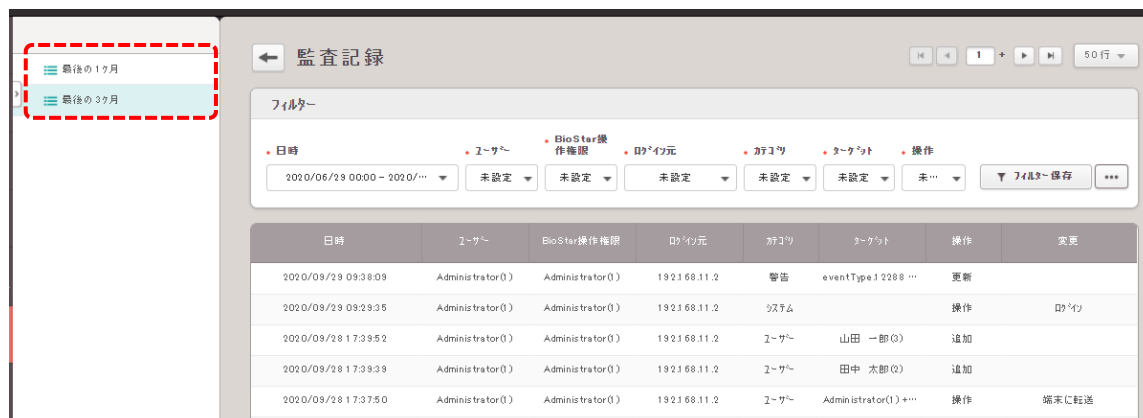 最後の1ケ月
最後の3ケ月
監査記録
1 +
50行
フィルター
日時
ユーザー
BioStar操作権限
ログイン元
カテゴリ
ターゲット
操作
2020/06/29 00:00 - 2020/…
未設定
未設定
未設定
未設定
未設定
未…
フィルター保存
•••
日時 ユーザー BioStar操作権限 ログイン元 カテゴリ ターゲット 操作 変更
2020/09/29 09:38:09 Administrator(1) Administrator(1) 192.168.11.2 警告 eventType.12288 … 更新
2020/09/29 09:29:35 Administrator(1) Administrator(1) 192.168.11.2 システム 操作 ログイン
2020/09/28 17:39:52 Administrator(1) Administrator(1) 192.168.11.2 ユーザー 山田 一郎(3) 追加
2020/09/28 17:39:39 Administrator(1) Administrator(1) 192.168.11.2 ユーザー 田中 太郎(2) 追加
2020/09/28 17:37:50 Administrator(1) Administrator(1) 192.168.11.2 ユーザー Administrator(1) +… 操作 端末に転送